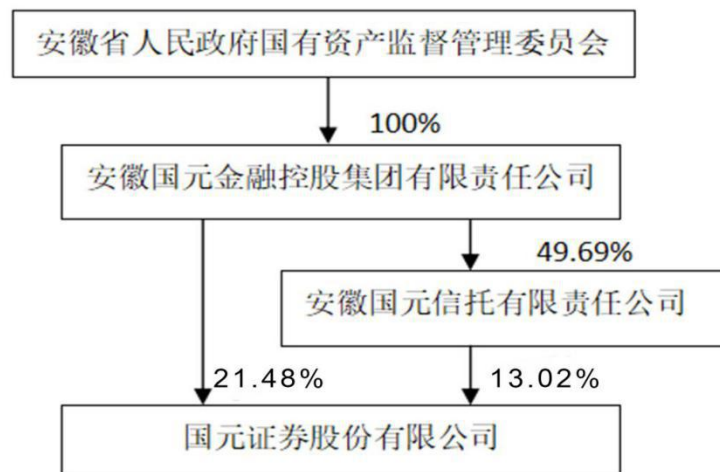 安徽省人民政府国有资产监督管理委员会
100%
安徽国元金融控股集团有限责任公司
49.69%
安徽国元信托有限责任公司
21.48%
13.02%
国元证券股份有限公司